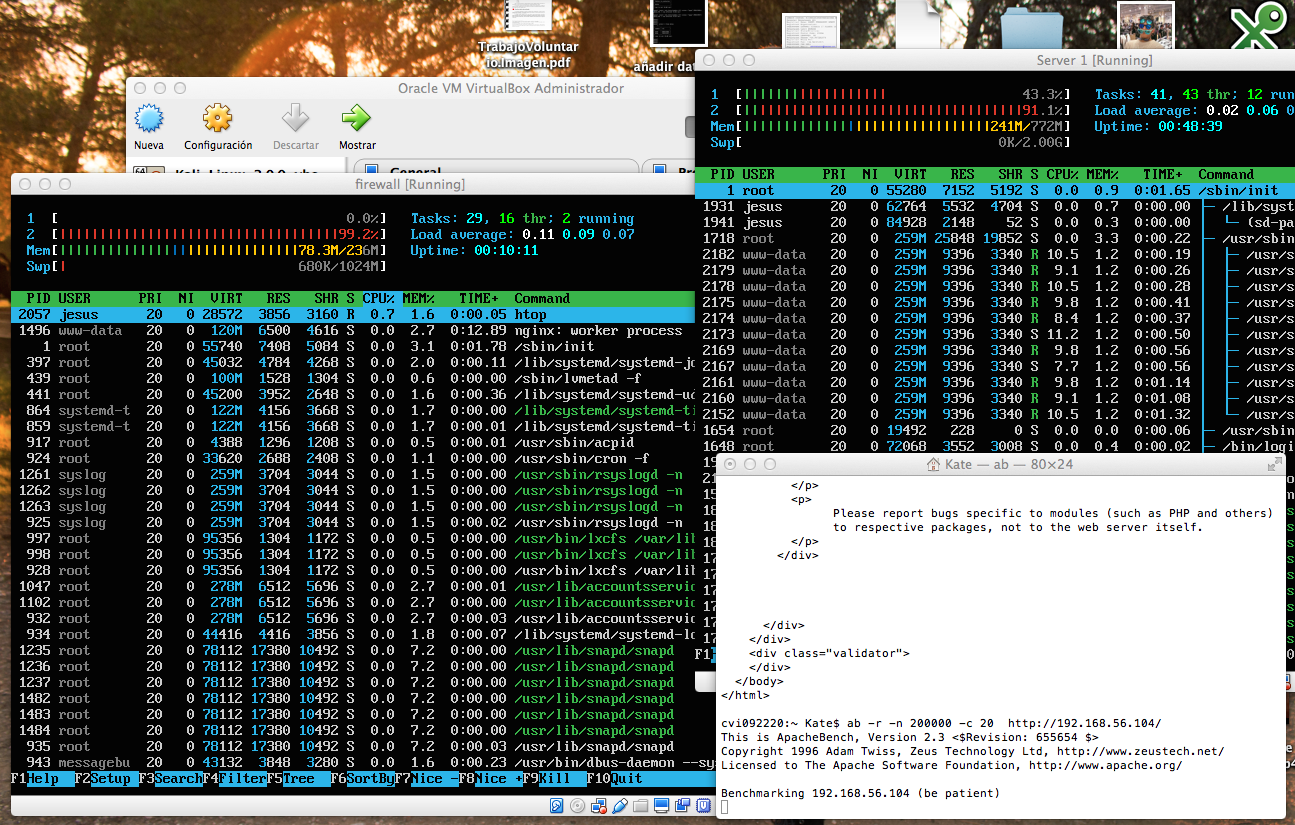 TrabajoVoluntar
io.Imagen.pdf
añadir dat
Oracle VM VirtualBox Administrador
Nueva
Configuración
Descartar
Mostrar
General
firewall [Running]
1 [ 0.0%] Tasks: 29, 16 thr; 2 running
2 [ 99.2%] Load average: 0.11 0.09 0.07
Mem[ 78.3M/236M] Uptime: 00:10:11
Swp[ 680K/1024M]
PID USER PRI NI VIRT RES SHR S CPU% MEM% TIME+ Command
2057 jesus 20 0 28572 3856 3160 R 0.7 1.6 0:00.05 htop
1496 www-data 20 0 120M 6500 4616 S 0.0 2.7 0:12.89 nginx: worker process
1 root 20 0 55740 7408 5084 S 0.0 3.1 0:01.78 /sbin/init
397 root 20 0 45032 4784 4268 S 0.0 2.0 0:00.11 /lib/systemd/systemd-jo
439 root 20 0 100M 1528 1304 S 0.0 0.6 0:00.00 /sbin/lvmetad -f
441 root 20 0 45200 3952 2648 S 0.0 1.6 0:00.36 /lib/systemd/systemd-ud
864 systemd-t 20 0 122M 4156 3668 S 0.0 1.7 0:00.00 /lib/systemd/systemd-ti
859 systemd-t 20 0 122M 4156 3668 S 0.0 1.7 0:00.01 /lib/systemd/systemd-ti
917 root 20 0 4388 1296 1208 S 0.0 0.5 0:00.01 /usr/sbin/acpid
924 root 20 0 33620 2688 2408 S 0.0 1.1 0:00.00 /usr/sbin/cron -f
1261 syslog 20 0 259M 3704 3044 S 0.0 1.5 0:00.00 /usr/sbin/rsyslogd -n
1262 syslog 20 0 259M 3704 3044 S 0.0 1.5 0:00.00 /usr/sbin/rsyslogd -n
1263 syslog 20 0 259M 3704 3044 S 0.0 1.5 0:00.00 /usr/sbin/rsyslogd -n
925 syslog 20 0 259M 3704 3044 S 0.0 1.5 0:00.02 /usr/sbin/rsyslogd -n
997 root 20 0 95356 1304 1172 S 0.0 0.5 0:00.00 /usr/bin/lxcfs /var/lib
998 root 20 0 95356 1304 1172 S 0.0 0.5 0:00.00 /usr/bin/lxcfs /var/lib
928 root 20 0 95356 1304 1172 S 0.0 0.5 0:00.00 /usr/bin/lxcfs /var/lib
1047 root 20 0 278M 6512 5696 S 0.0 2.7 0:00.01 /usr/lib/accountsservic
1102 root 20 0 278M 6512 5696 S 0.0 2.7 0:00.00 /usr/lib/accountsservic
932 root 20 0 278M 6512 5696 S 0.0 2.7 0:00.03 /usr/lib/accountsservic
934 root 20 0 44416 4416 3856 S 0.0 1.8 0:00.07 /lib/systemd/systemd-lo
1235 root 20 0 78112 17380 10492 S 0.0 7.2 0:00.00 /usr/lib/snapd/snapd
1236 root 20 0 78112 17380 10492 S 0.0 7.2 0:00.00 /usr/lib/snapd/snapd
1237 root 20 0 78112 17380 10492 S 0.0 7.2 0:00.00 /usr/lib/snapd/snapd
1482 root 20 0 78112 17380 10492 S 0.0 7.2 0:00.00 /usr/lib/snapd/snapd
1483 root 20 0 78112 17380 10492 S 0.0 7.2 0:00.00 /usr/lib/snapd/snapd
1484 root 20 0 78112 17380 10492 S 0.0 7.2 0:00.00 /usr/lib/snapd/snapd
935 root 20 0 78112 17380 10492 S 0.0 7.2 0:00.03 /usr/lib/snapd/snapd
943 messagebu 20 0 43132 3848 3280 S 0.0 1.6 0:00.23 /usr/bin/dbus-daemon --sy
F1Help F2Setup F3SearchF4FilterF5Tree F6SortByF7Nice -F8Nice +F9Kill F10Quit
Server 1 [Running]
1 [ 43.3%] Tasks: 41, 43 thr; 12 run
2 [ 91.1%] Load average: 0.02 0.06 0
Mem[ 241M/772M] Uptime: 00:48:39
Swp[ 0K/2.00G]
PID USER PRI NI VIRT RES SHR S CPU% MEM% TIME+ Command
1 root 20 0 55280 7152 5192 S 0.0 0.9 0:01.65 /sbin/init
1931 jesus 20 0 62764 5532 4704 S 0.0 0.7 0:00.00 /lib/syst
1941 jesus 20 0 84928 2148 52 S 0.0 0.3 0:00.00 (sd-pa
1718 root 20 0 259M 25848 19852 S 0.0 3.3 0:00.22 /usr/sbin
2182 www-data 20 0 259M 9396 3340 R 10.5 1.2 0:00.19 /usr/s
2179 www-data 20 0 259M 9396 3340 R 9.1 1.2 0:00.26 /usr/s
2178 www-data 20 0 259M 9396 3340 R 10.5 1.2 0:00.28 /usr/s
2175 www-data 20 0 259M 9396 3340 R 9.8 1.2 0:00.41 /usr/s
2174 www-data 20 0 259M 9396 3340 R 8.4 1.2 0:00.37 /usr/s
2173 www-data 20 0 259M 9396 3340 S 11.2 1.2 0:00.50 /usr/s
2169 www-data 20 0 259M 9396 3340 R 9.8 1.2 0:00.56 /usr/s
2167 www-data 20 0 259M 9396 3340 S 7.7 1.2 0:00.56 /usr/s
2161 www-data 20 0 259M 9396 3340 R 9.8 1.2 0:01.14 /usr/s
2160 www-data 20 0 259M 9396 3340 R 9.1 1.2 0:01.08 /usr/s
2152 www-data 20 0 259M 9396 3340 R 10.5 1.2 0:01.32 /usr/s
1654 root 20 0 19492 228 0 S 0.0 0.0 0:00.06 /usr/sbin
1648 root 20 0 72068 3552 3008 S 0.0 0.4 0:00.02 /bin/logi
Kate — ab — 80×24
</p>
<p>
Please report bugs specific to modules (such as PHP and others)
to respective packages, not to the web server itself.
</p>
</div>
</div>
</div>
<div class="validator">
</div>
</body>
</html>
cvi092220:~ Kate$ ab -r -n 200000 -c 20 http://192.168.56.104/
This is ApacheBench, Version 2.3 <$Revision: 655654 $>
Copyright 1996 Adam Twiss, Zeus Technology Ltd, http://www.zeustech.net/
Licensed to The Apache Software Foundation, http://www.apache.org/
Benchmarking 192.168.56.104 (be patient)